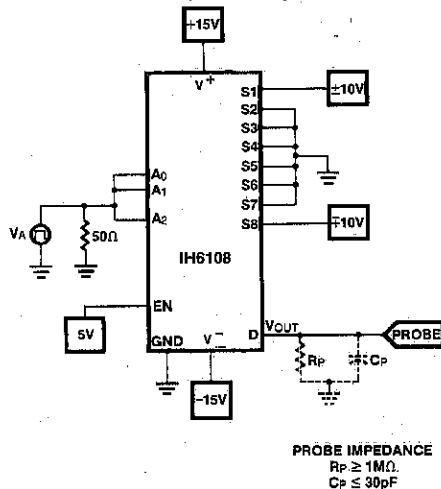 +15V
V+
S1
±10V
S2
S3
S4
S5
S6
S7
S8
∓10V
A0
A1
A2
VA
50Ω
IH6108
EN
5V
GND
V−
D
VOUT
PROBE
RP
CP
−15V
PROBE IMPEDANCE
RP ≥ 1MΩ
CP ≤ 30pF